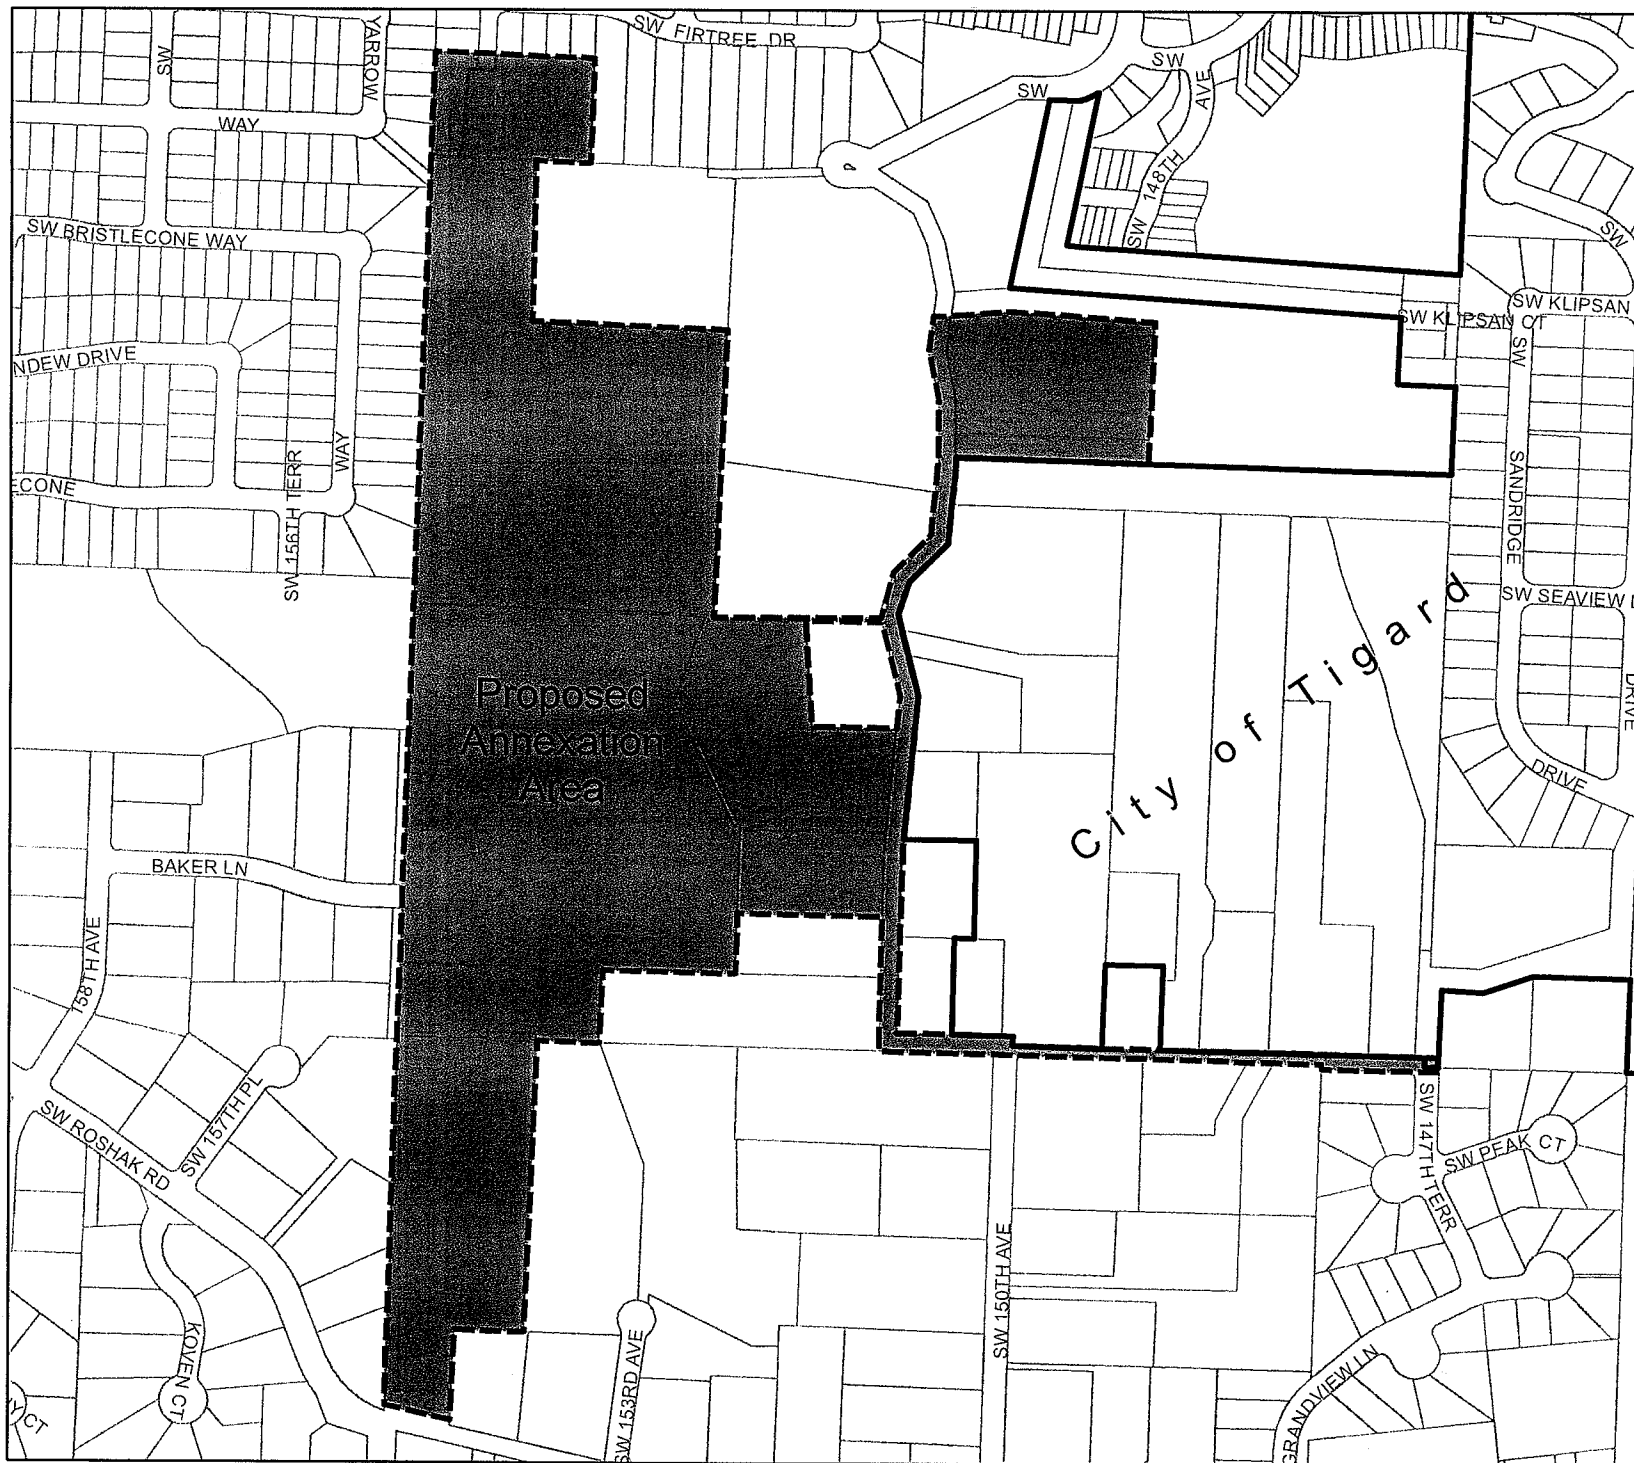 SW FIRTREE DR
SW
YARROW
WAY
SW
SW
AVE
148TH
SW
SW BRISTLECONE WAY
SW
SW KLIPSAN
SW KLIPSAN CT
SW
NDEW DRIVE
WAY
ECONE
SW 156TH TERR
SANDRIDGE
SW SEAVIEW
DRIVE
DRIVE
City of Tigard
Proposed
Annexation
Area
BAKER LN
158TH AVE
SW 157TH PL
SW ROSHAK RD
KOVEN CT
CT
SW 153RD AVE
SW 150TH AVE
SW 147TH TERR
SW PEAK CT
GRANDVIEW LN